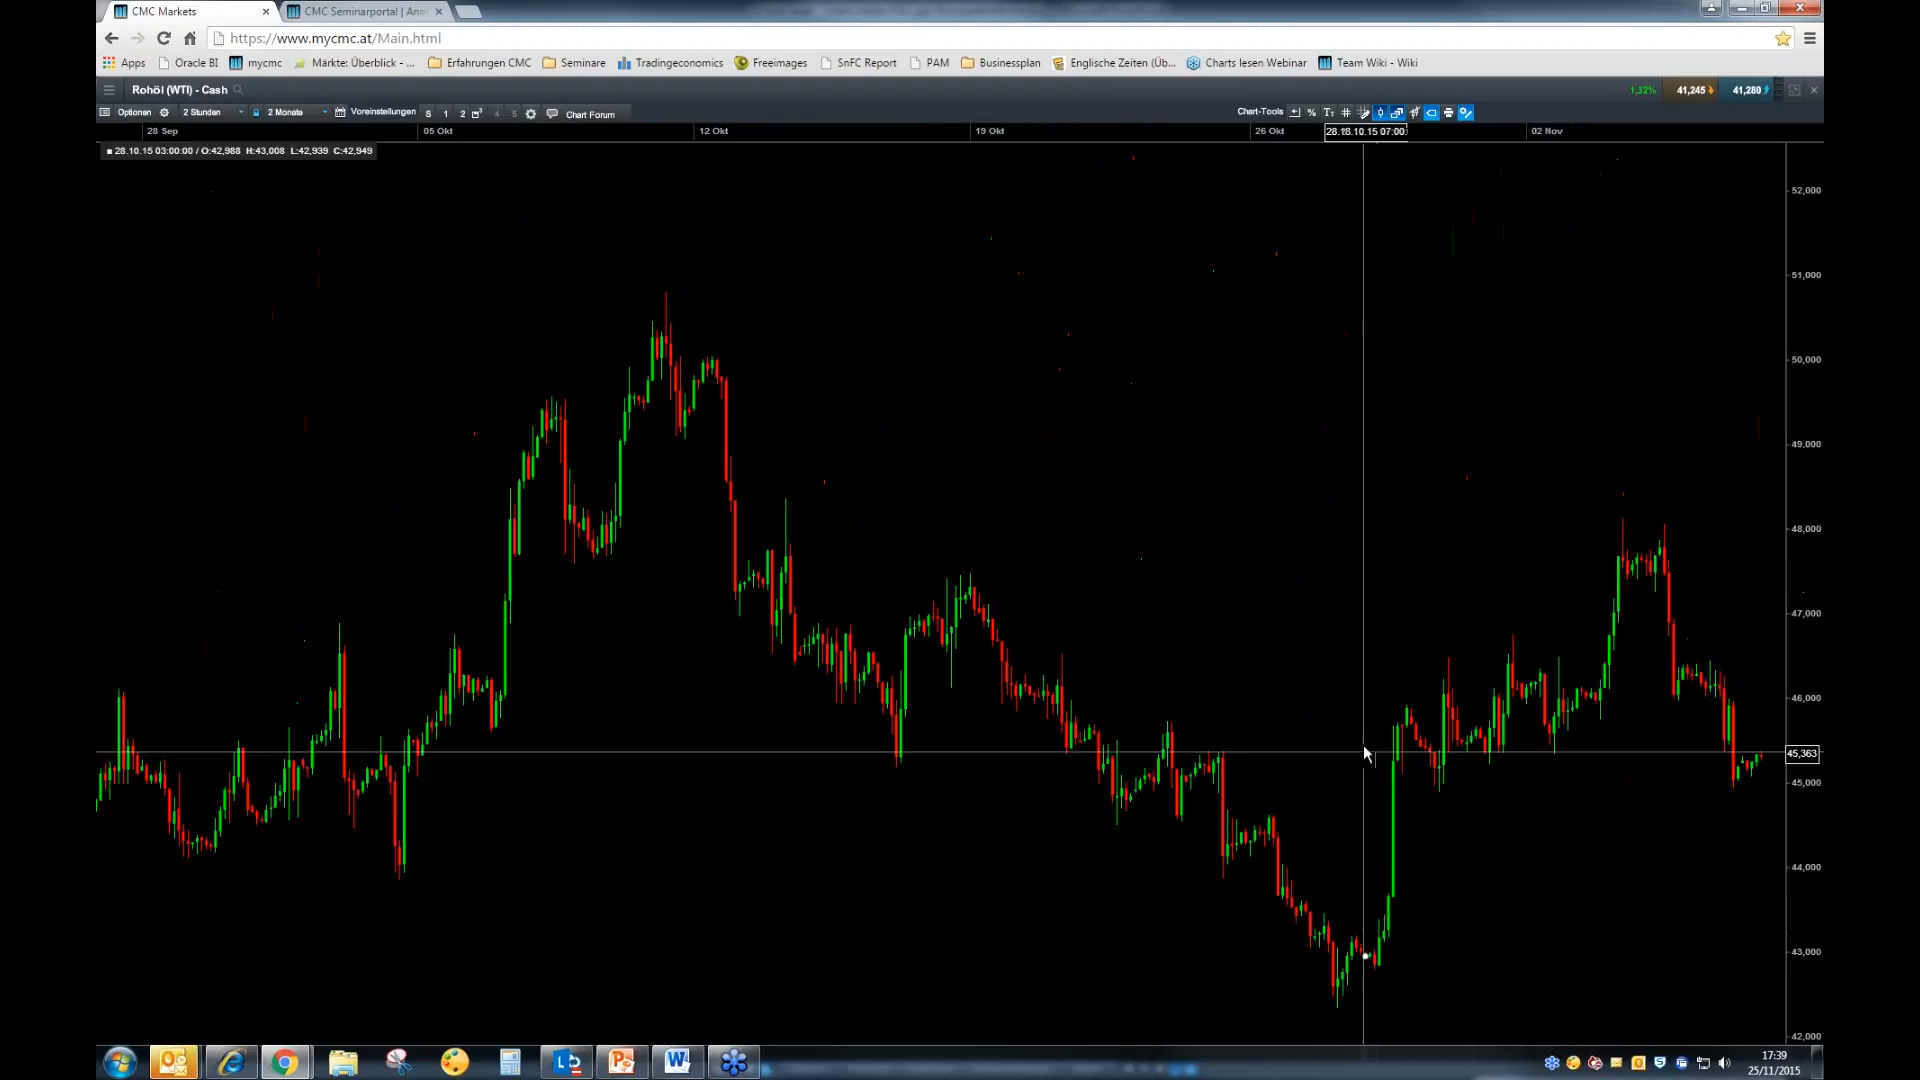 CMC Markets
CMC Seminarportal | Anm
https://www.mycmc.at/Main.html
Apps Oracle BI mycmc Märkte: Überblick - ... Erfahrungen CMC Seminare Tradingeconomics Freeimages SnFC Report PAM Businessplan Englische Zeiten (Üb... Charts lesen Webinar Team Wiki - Wiki
Rohöl (WTI) - Cash 1,32% 41,245 41,280
Optionen 2 Stunden 2 Monate Voreinstellungen S 1 2 3 4 5 Chart Forum Chart-Tools
28 Sep 05 Okt 12 Okt 19 Okt 26 Okt 02 Nov
28.10.15 03:00:00 / O:42,988 H:43,008 L:42,939 C:42,949
52,000
51,000
50,000
49,000
48,000
47,000
46,000
45,363
45,000
44,000
43,000
42,000
17:39
25/11/2015